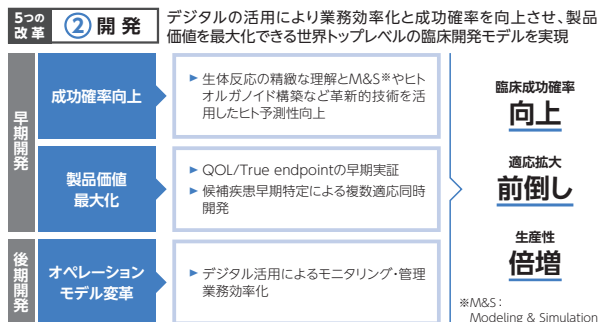 5つの
改革
② 開発
デジタルの活用により業務効率化と成功確率を向上させ、製品
価値を最大化できる世界トップレベルの臨床開発モデルを実現
早期開発
成功確率向上
▶ 生体反応の精緻な理解とM&S※やヒト
オルガノイド構築など革新的技術を活
用したヒト予測性向上
製品価値
最大化
▶ QOL/True endpointの早期実証
▶ 候補疾患早期特定による複数適応同時
開発
後期開発
オペレーション
モデル変革
▶ デジタル活用によるモニタリング・管理
業務効率化
臨床成功確率
向上
適応拡大
前倒し
生産性
倍増
※M&S：
Modeling & Simulation